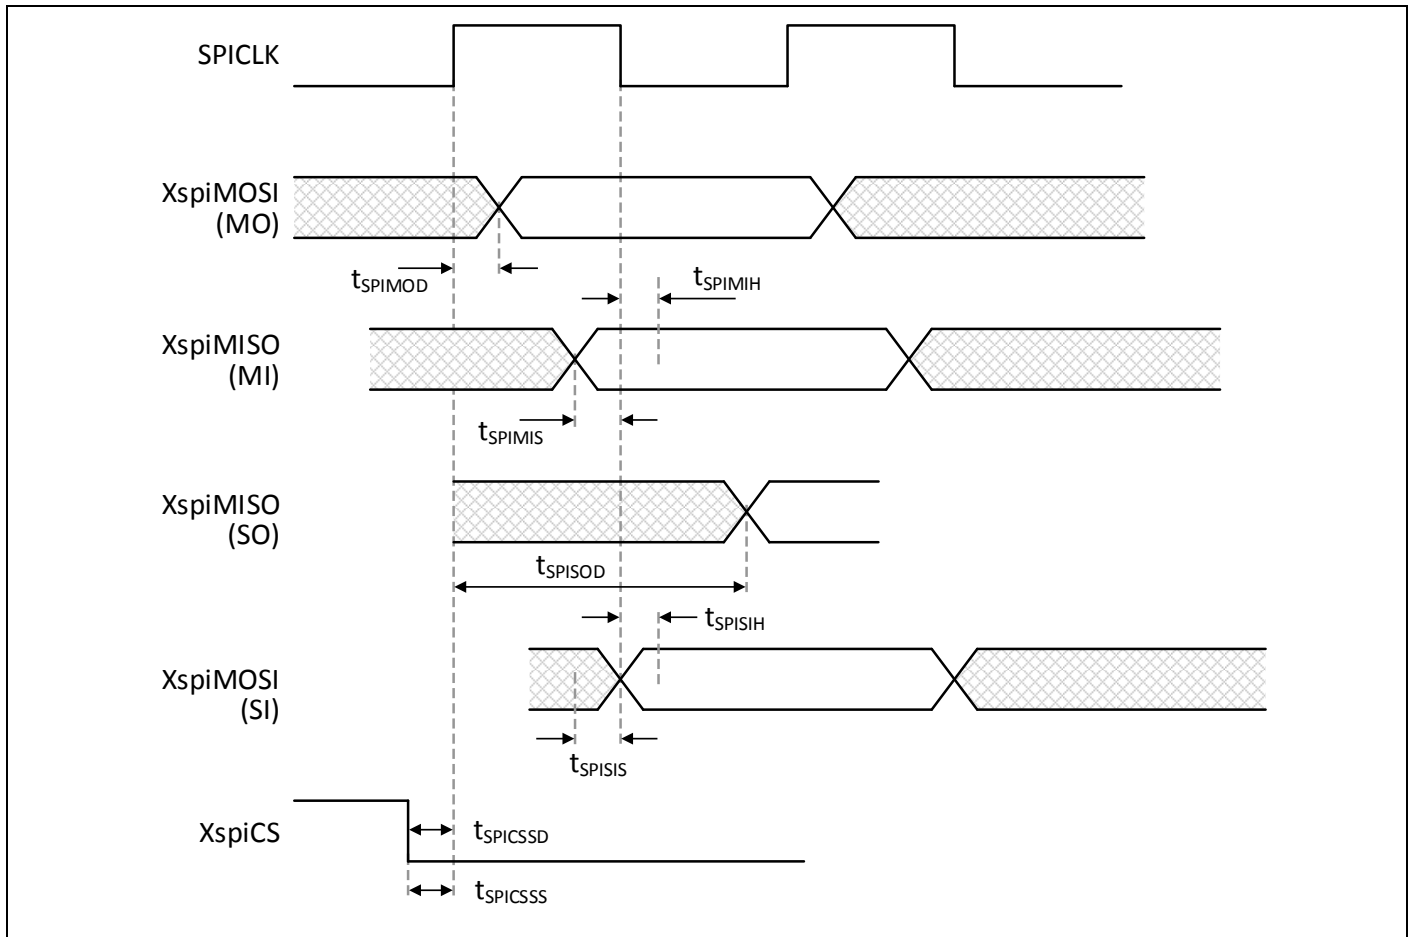 SPICLK
XspiMOSI
(MO)
tSPIMOD
tSPIMIH
XspiMISO
(MI)
tSPIMIS
XspiMISO
(SO)
tSPISOD
tSPISIH
XspiMOSI
(SI)
tSPISIS
XspiCS
tSPICSSD
tSPICSSS